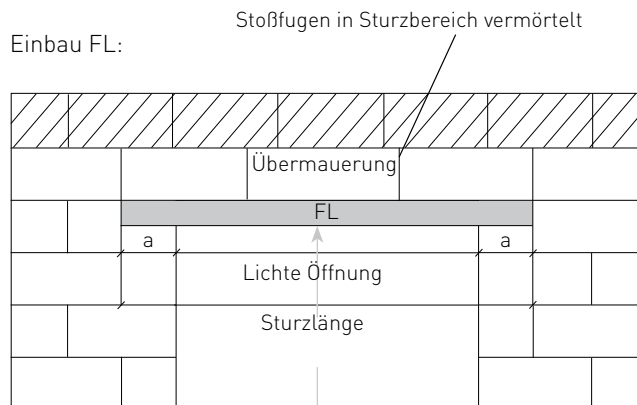 Stoßfugen in Sturzbereich vermörtelt
Einbau FL:
Übermauerung
FL
a
a
Lichte Öffnung
Sturzlänge